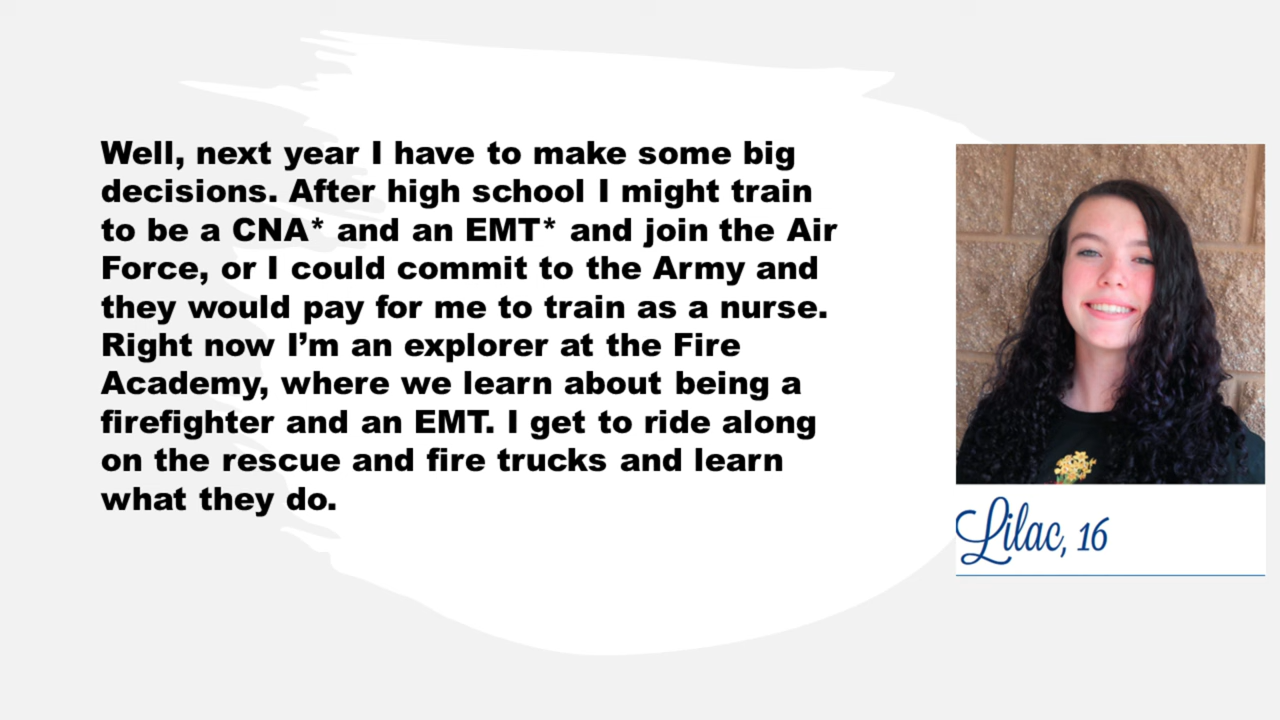 Well, next year I have to make some big
decisions. After high school I might train
to be a CNA* and an EMT* and join the Air
Force, or I could commit to the Army and
they would pay for me to train as a nurse.
Right now I’m an explorer at the Fire
Academy, where we learn about being a
firefighter and an EMT. I get to ride along
on the rescue and fire trucks and learn
what they do.
Lilac, 16